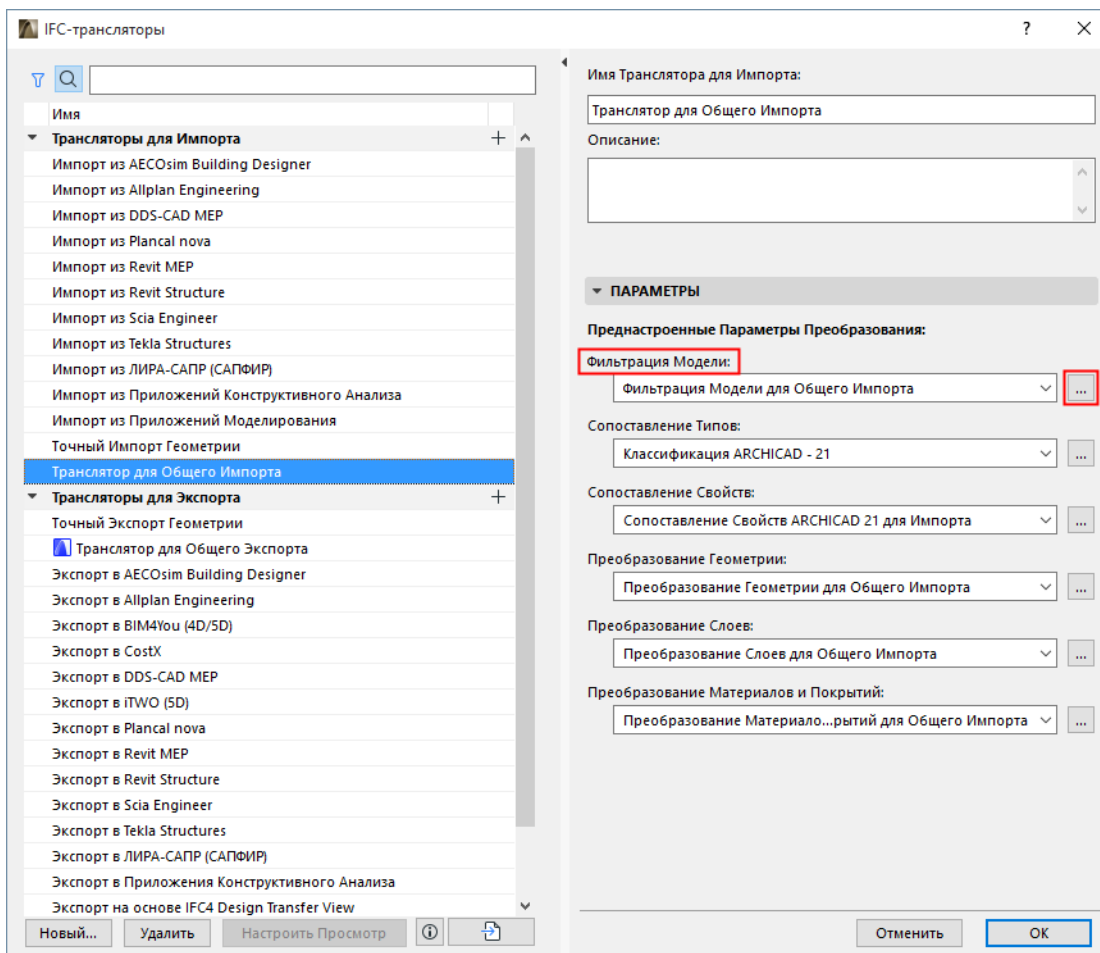 IFC-трансляторы
?
Имя
Трансляторы для Импорта
Импорт из AECOsim Building Designer
Импорт из Allplan Engineering
Импорт из DDS-CAD MEP
Импорт из Plancal nova
Импорт из Revit MEP
Импорт из Revit Structure
Импорт из Scia Engineer
Импорт из Tekla Structures
Импорт из ЛИРА-САПР (САПФИР)
Импорт из Приложений Конструктивного Анализа
Импорт из Приложений Моделирования
Точный Импорт Геометрии
Транслятор для Общего Импорта
Трансляторы для Экспорта
Точный Экспорт Геометрии
Транслятор для Общего Экспорта
Экспорт в AECOsim Building Designer
Экспорт в Allplan Engineering
Экспорт в BIM4You (4D/5D)
Экспорт в CostX
Экспорт в DDS-CAD MEP
Экспорт в iTWO (5D)
Экспорт в Plancal nova
Экспорт в Revit MEP
Экспорт в Revit Structure
Экспорт в Scia Engineer
Экспорт в Tekla Structures
Экспорт в ЛИРА-САПР (САПФИР)
Экспорт в Приложения Конструктивного Анализа
Экспорт на основе IFC4 Design Transfer View
Новый...
Удалить
Настроить Просмотр
Имя Транслятора для Импорта:
Транслятор для Общего Импорта
Описание:
ПАРАМЕТРЫ
Преднастроенные Параметры Преобразования:
Фильтрация Модели:
Фильтрация Модели для Общего Импорта
...
Сопоставление Типов:
Классификация ARCHICAD - 21
...
Сопоставление Свойств:
Сопоставление Свойств ARCHICAD 21 для Импорта
...
Преобразование Геометрии:
Преобразование Геометрии для Общего Импорта
...
Преобразование Слоев:
Преобразование Слоев для Общего Импорта
...
Преобразование Материалов и Покрытий:
Преобразование Материало...рытий для Общего Импорта
...
Отменить
ОК